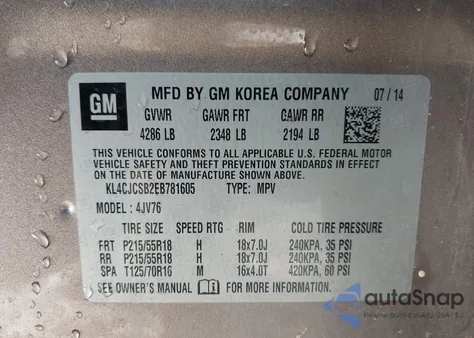 GM
MFD BY GM KOREA COMPANY 07 / 14
GVWR GAWR FRT GAWR RR
4286 LB 2348 LB 2194 LB
THIS VEHICLE CONFORMS TO ALL APPLICABLE U.S. FEDERAL MOTOR
VEHICLE SAFETY AND THEFT PREVENTION STANDARDS IN EFFECT ON THE
DATE OF MANUFACTURE SHOWN ABOVE.
KL4CJCSB2EB781605 TYPE: MPV
MODEL : 4JV76
TIRE SIZE SPEED RTG RIM COLD TIRE PRESSURE
FRT P215/55R18 H 18x7.0J 240KPA, 35 PSI
RR P215/55R18 H 18x7.0J 240KPA, 35 PSI
SPA T125/70R16 M 16x4.0T 420KPA, 60 PSI
SEE OWNER'S MANUAL FOR MORE INFORMATION.
autoSnap